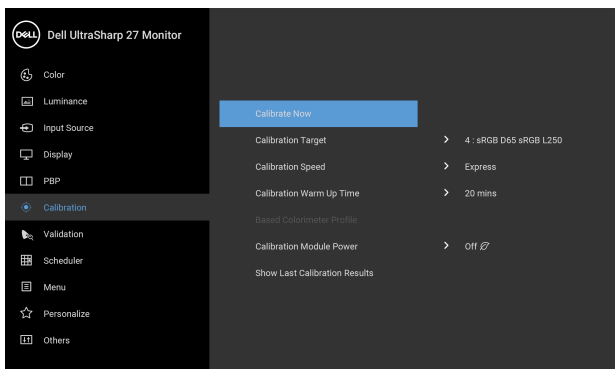 DELL Dell UltraSharp 27 Monitor
Color
Luminance
Input Source
Display
PBP
Calibration
Validation
Scheduler
Menu
Personalize
Others
Calibrate Now
Calibration Target 4 : sRGB D65 sRGB L250
Calibration Speed Express
Calibration Warm Up Time 20 mins
Based Colorimeter Profile
Calibration Module Power Off
Show Last Calibration Results